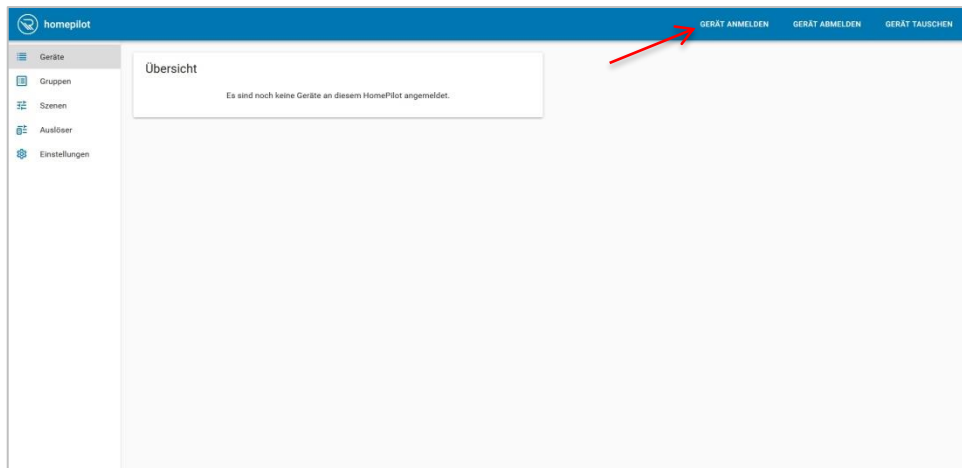 homepilot
GERÄT ANMELDEN
GERÄT ABMELDEN
GERÄT TAUSCHEN
Geräte
Gruppen
Szenen
Auslöser
Einstellungen
Übersicht
Es sind noch keine Geräte an diesem HomePilot angemeldet.